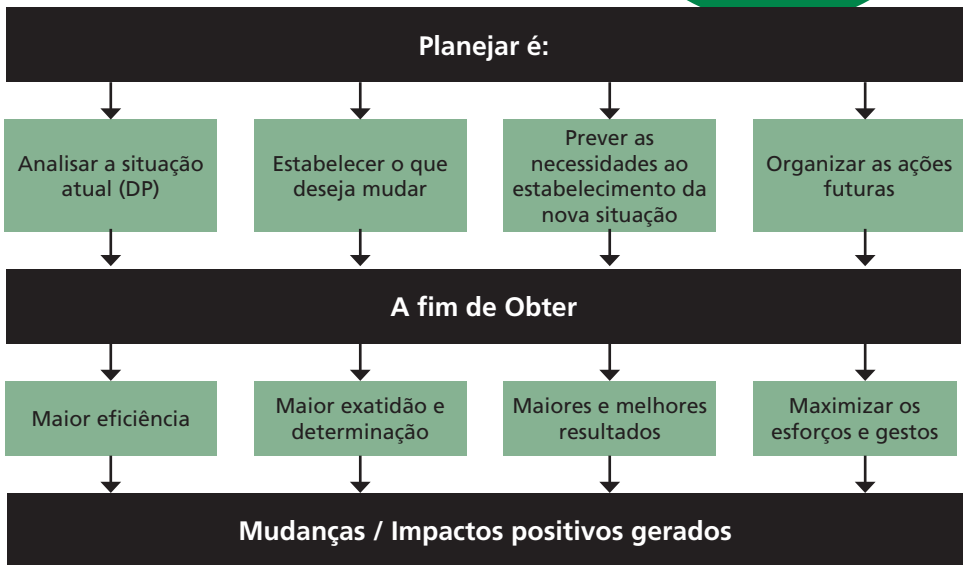 Planejar é:
Analisar a situação
atual (DP)
Estabelecer o que
deseja mudar
Prever as
necessidades ao
estabelecimento da
nova situação
Organizar as ações
futuras
A fim de Obter
Maior eficiência
Maior exatidão e
determinação
Maiores e melhores
resultados
Maximizar os
esforços e gestos
Mudanças / Impactos positivos gerados